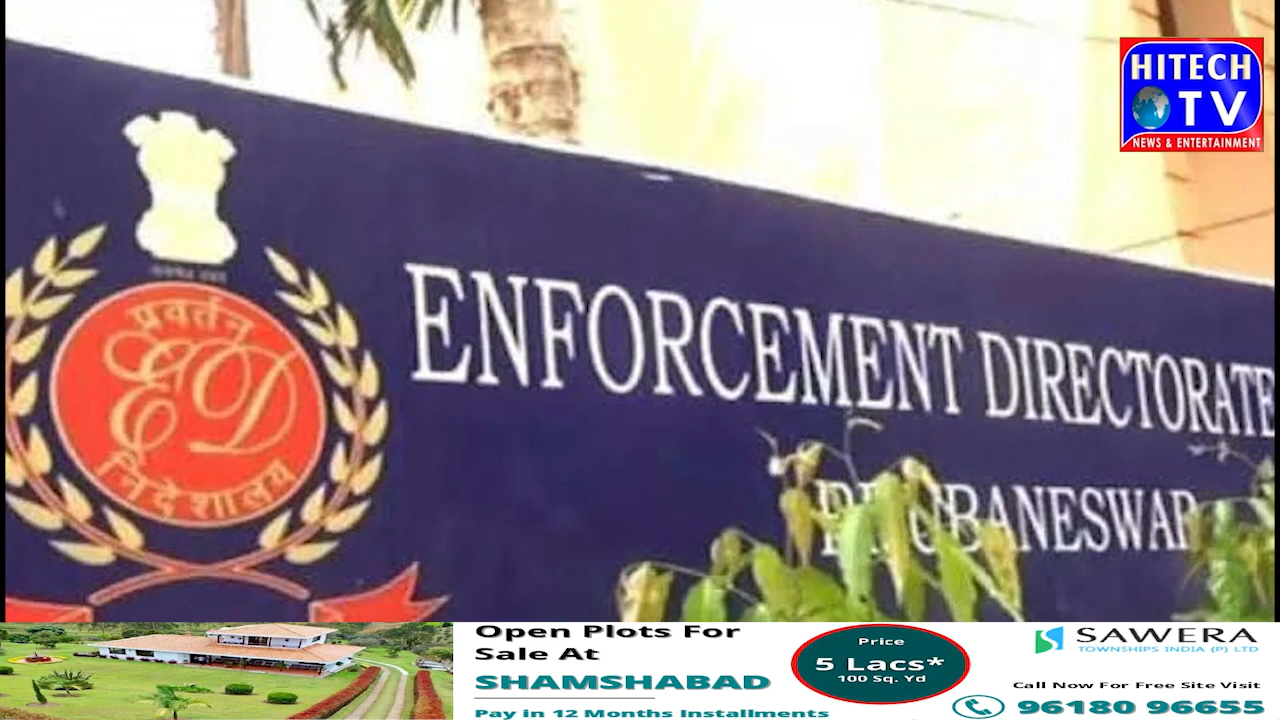 HITECH
TV
NEWS & ENTERTAINMENT
प्रवर्तन
ED
निदेशालय
ENFORCEMENT DIRECTORATE
BHUBANESWAR
Open Plots For
Sale At
SHAMSHABAD
Pay in 12 Months Installments
Price
5 Lacs*
100 Sq. Yd
SAWERA
TOWNSHIPS INDIA (P) LTD
Call Now For Free Site Visit
96180 96655